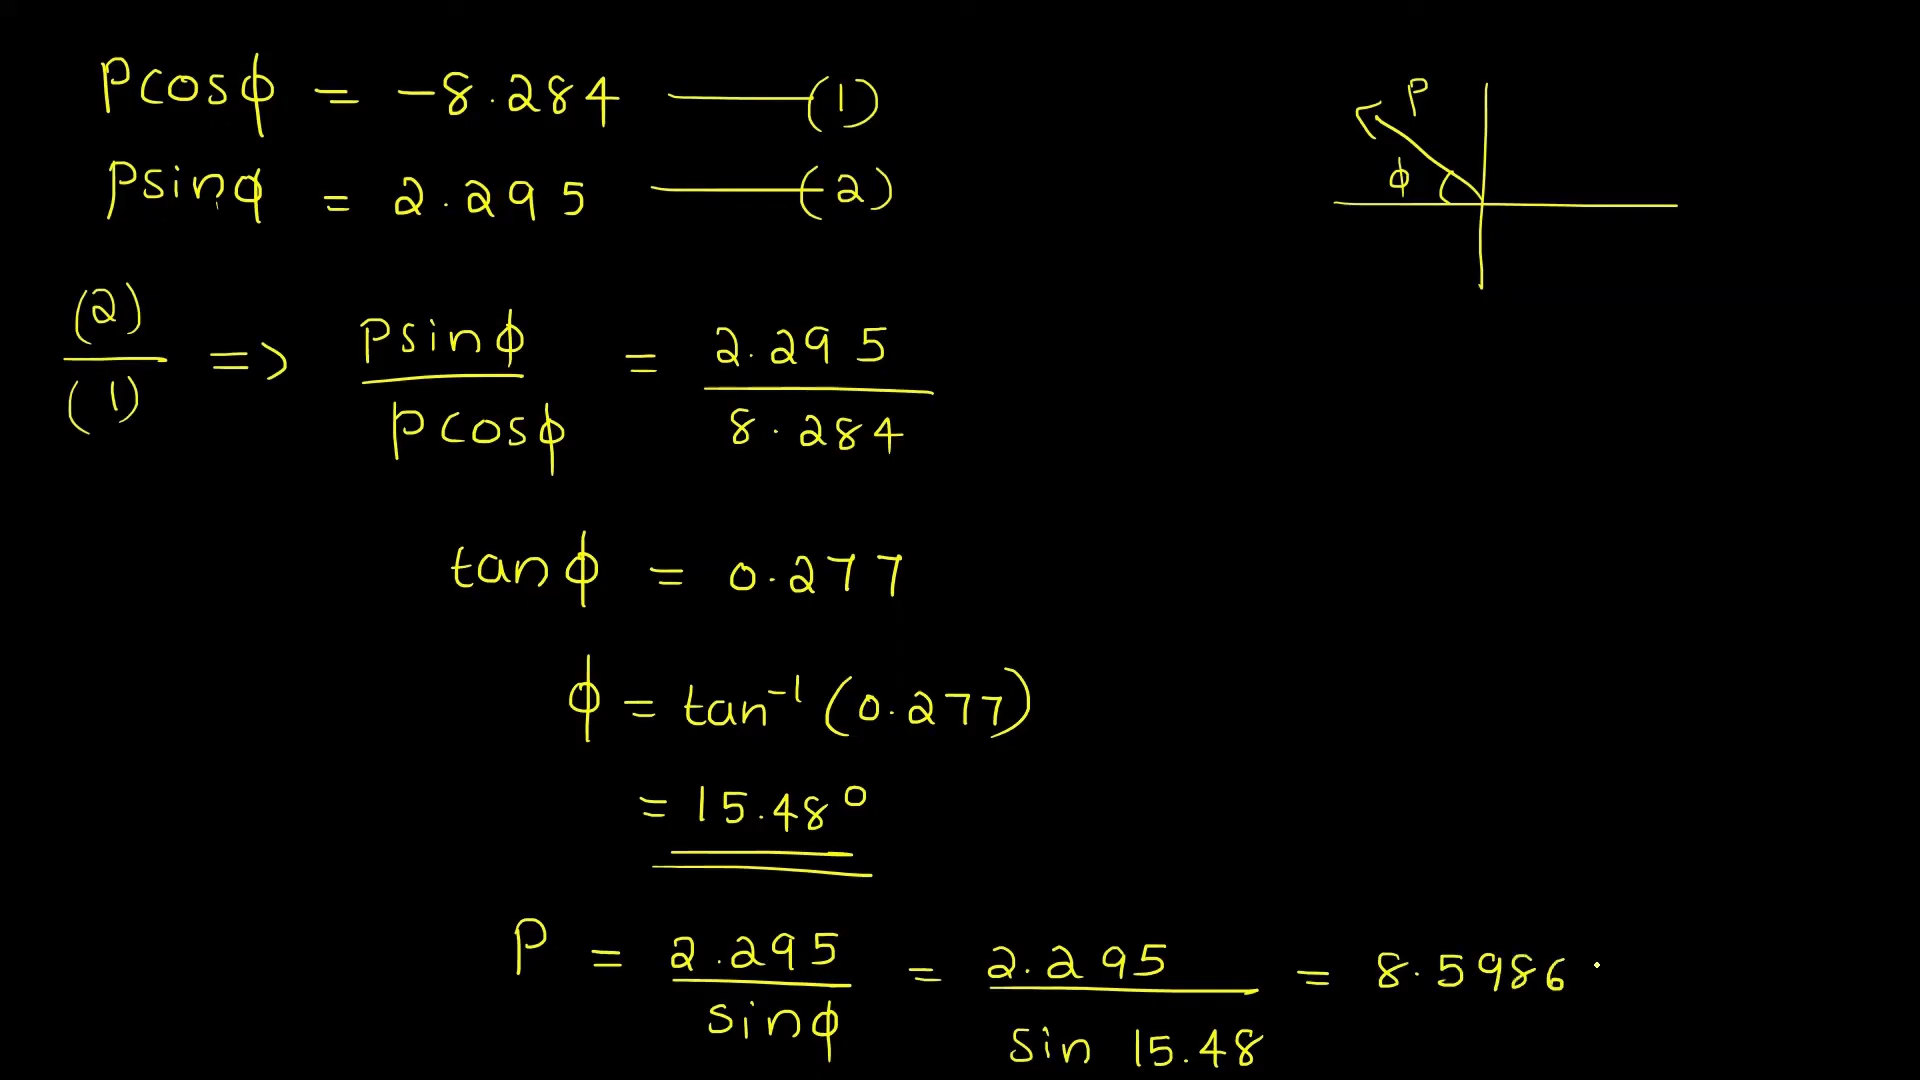 Pcosϕ = -8.284 ——(1)
Psinϕ = 2.295 ——(2)
P
ϕ
(2)/(1) => Psinϕ/Pcosϕ = 2.295/8.284
tanϕ = 0.277
ϕ = tan⁻¹(0.277)
= 15.48°
P = 2.295/sinϕ = 2.295/sin 15.48 = 8.5986